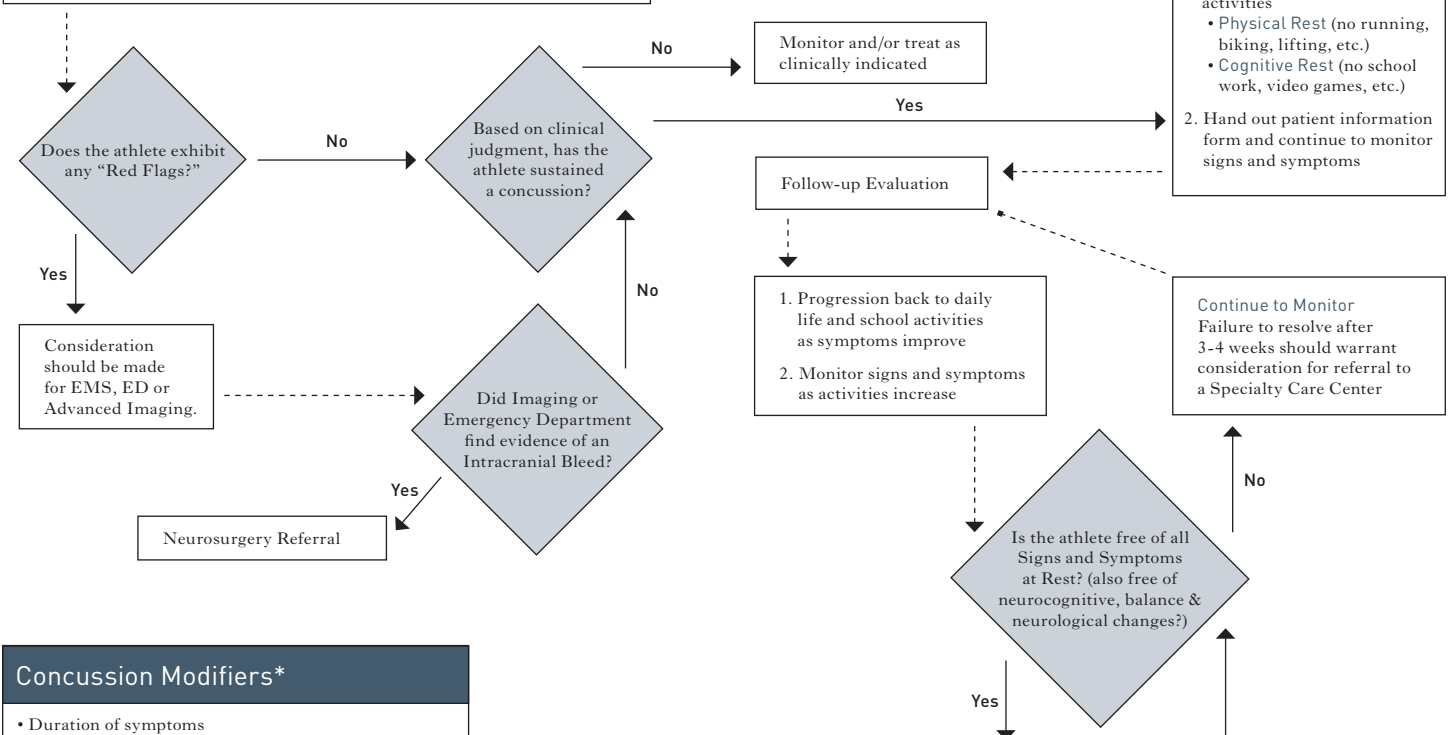 activities
• Physical Rest (no running,
biking, lifting, etc.)
• Cognitive Rest (no school
work, video games, etc.)
2. Hand out patient information
form and continue to monitor
signs and symptoms
No
Monitor and/or treat as
clinically indicated
Yes
Does the athlete exhibit
any “Red Flags?”
No
Based on clinical
judgment, has the
athlete sustained
a concussion?
Follow-up Evaluation
Yes
No
Consideration
should be made
for EMS, ED or
Advanced Imaging.
Did Imaging or
Emergency Department
find evidence of an
Intracranial Bleed?
Yes
Neurosurgery Referral
1. Progression back to daily
life and school activities
as symptoms improve
2. Monitor signs and symptoms
as activities increase
Continue to Monitor
Failure to resolve after
3-4 weeks should warrant
consideration for referral to
a Specialty Care Center
No
Is the athlete free of all
Signs and Symptoms
at Rest? (also free of
neurocognitive, balance &
neurological changes?)
Yes
Concussion Modifiers*
• Duration of symptoms